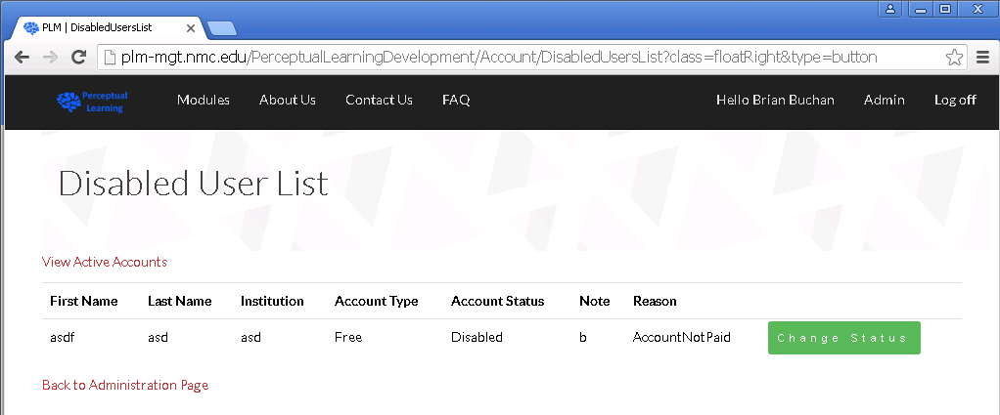 PLM | DisabledUsersList
plm-mgt.nmc.edu/PerceptualLearningDevelopment/Account/DisabledUsersList?class=floatRight&type=button
Perceptual
Learning
Modules About Us Contact Us FAQ Hello Brian Buchan Admin Log off
Disabled User List
View Active Accounts
First Name Last Name Institution Account Type Account Status Note Reason
asdf asd asd Free Disabled b AccountNotPaid Change Status
Back to Administration Page